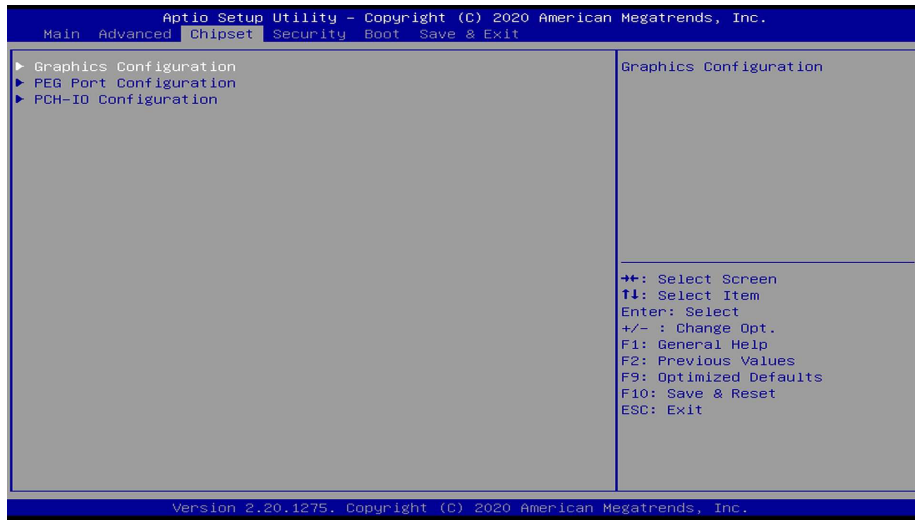 Aptio Setup Utility – Copyright (C) 2020 American Megatrends, Inc.
Main Advanced Chipset Security Boot Save & Exit
► Graphics Configuration
► PEG Port Configuration
► PCH-IO Configuration
Graphics Configuration
→←: Select Screen
↑↓: Select Item
Enter: Select
+/- : Change Opt.
F1: General Help
F2: Previous Values
F9: Optimized Defaults
F10: Save & Reset
ESC: Exit
Version 2.20.1275. Copyright (C) 2020 American Megatrends, Inc.